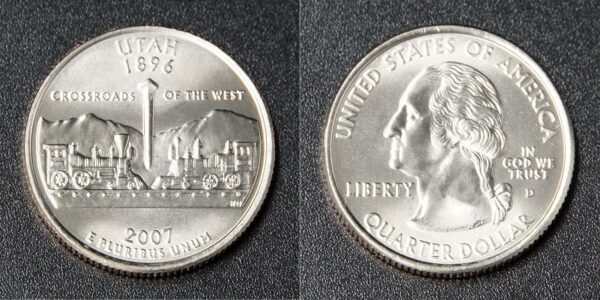 UTAH
1896
CROSSROADS OF THE WEST
2007
E PLURIBUS UNUM
UNITED STATES OF AMERICA
IN
GOD WE
TRUST
LIBERTY
D
QUARTER DOLLAR